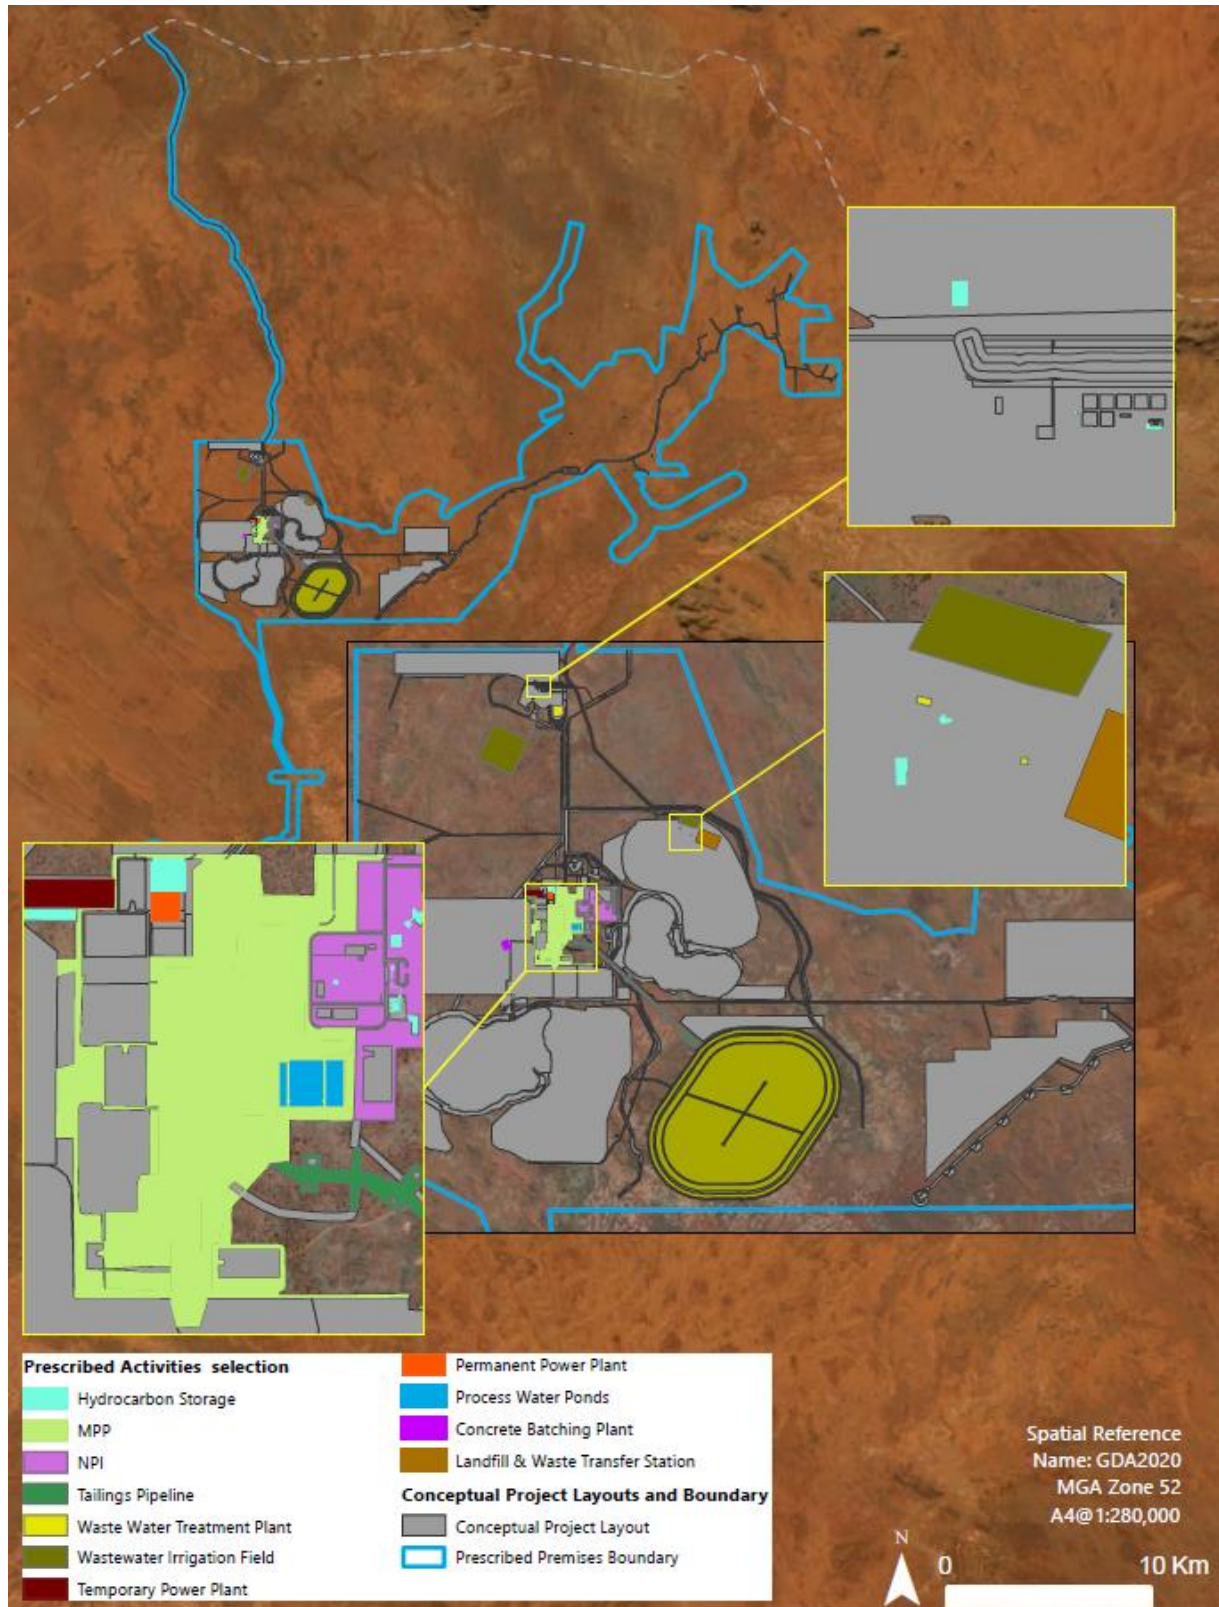 Prescribed Activities selection
Hydrocarbon Storage
MPP
NPI
Tailings Pipeline
Waste Water Treatment Plant
Wastewater Irrigation Field
Temporary Power Plant
Permanent Power Plant
Process Water Ponds
Concrete Batching Plant
Landfill & Waste Transfer Station
Conceptual Project Layouts and Boundary
Conceptual Project Layout
Prescribed Premises Boundary
Spatial Reference
Name: GDA2020
MGA Zone 52
A4@1:280,000
N
0 10 Km